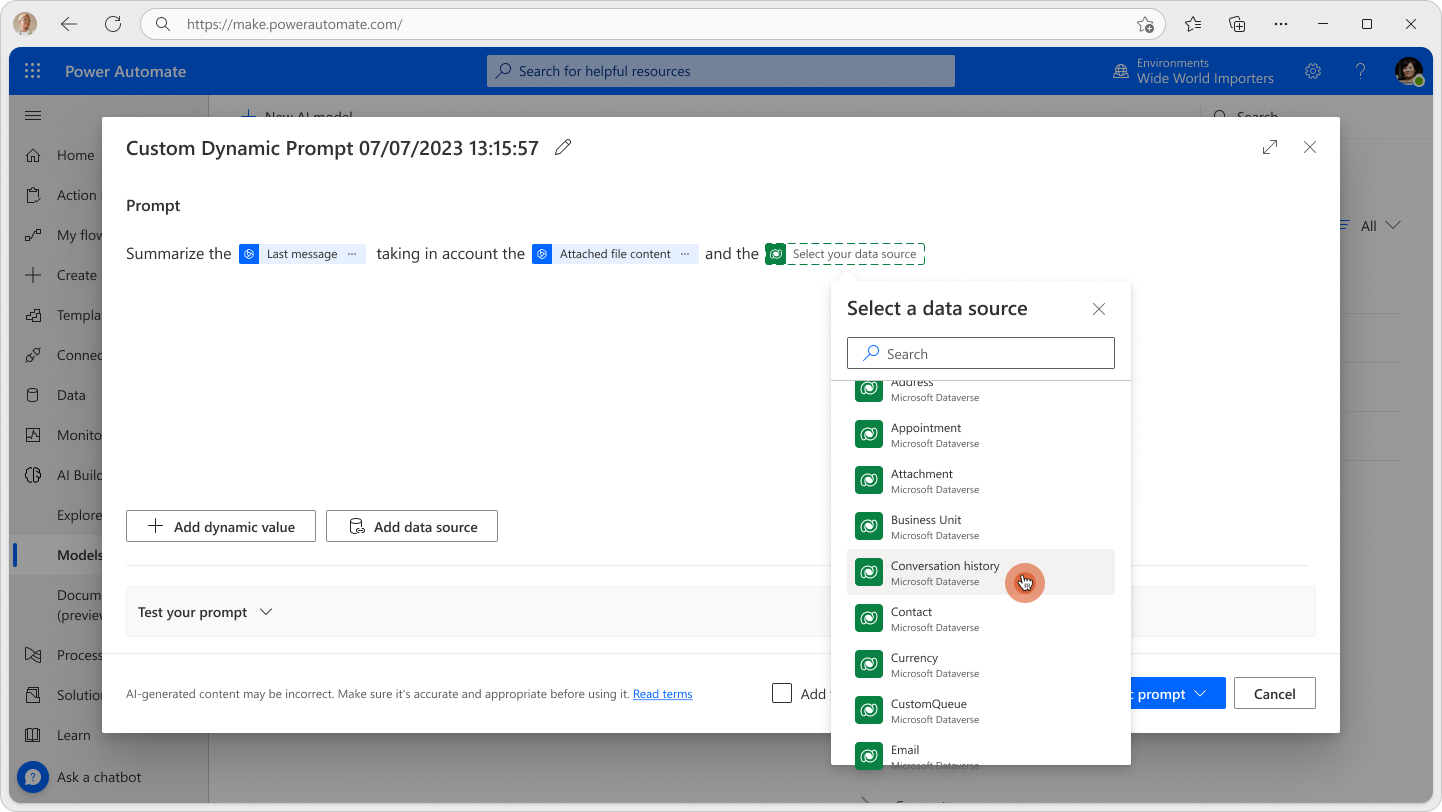 https://make.powerautomate.com/
Power Automate
Search for helpful resources
Environments
Wide World Importers
New AI model
Search
Home
Action
My flow
Create
Templa
Connec
Data
Monito
AI Build
Explore
Models
Docum
(preview
Process
Solution
Learn
Ask a chatbot
All
Custom Dynamic Prompt 07/07/2023 13:15:57
Prompt
Summarize the Last message ··· taking in account the Attached file content ··· and the Select your data source
Select a data source
Search
Address
Microsoft Dataverse
Appointment
Microsoft Dataverse
Attachment
Microsoft Dataverse
Business Unit
Microsoft Dataverse
Conversation history
Microsoft Dataverse
Contact
Microsoft Dataverse
Currency
Microsoft Dataverse
CustomQueue
Microsoft Dataverse
Email
Microsoft Dataverse
Add dynamic value
Add data source
Test your prompt
AI-generated content may be incorrect. Make sure it's accurate and appropriate before using it. Read terms
Add
prompt
Cancel